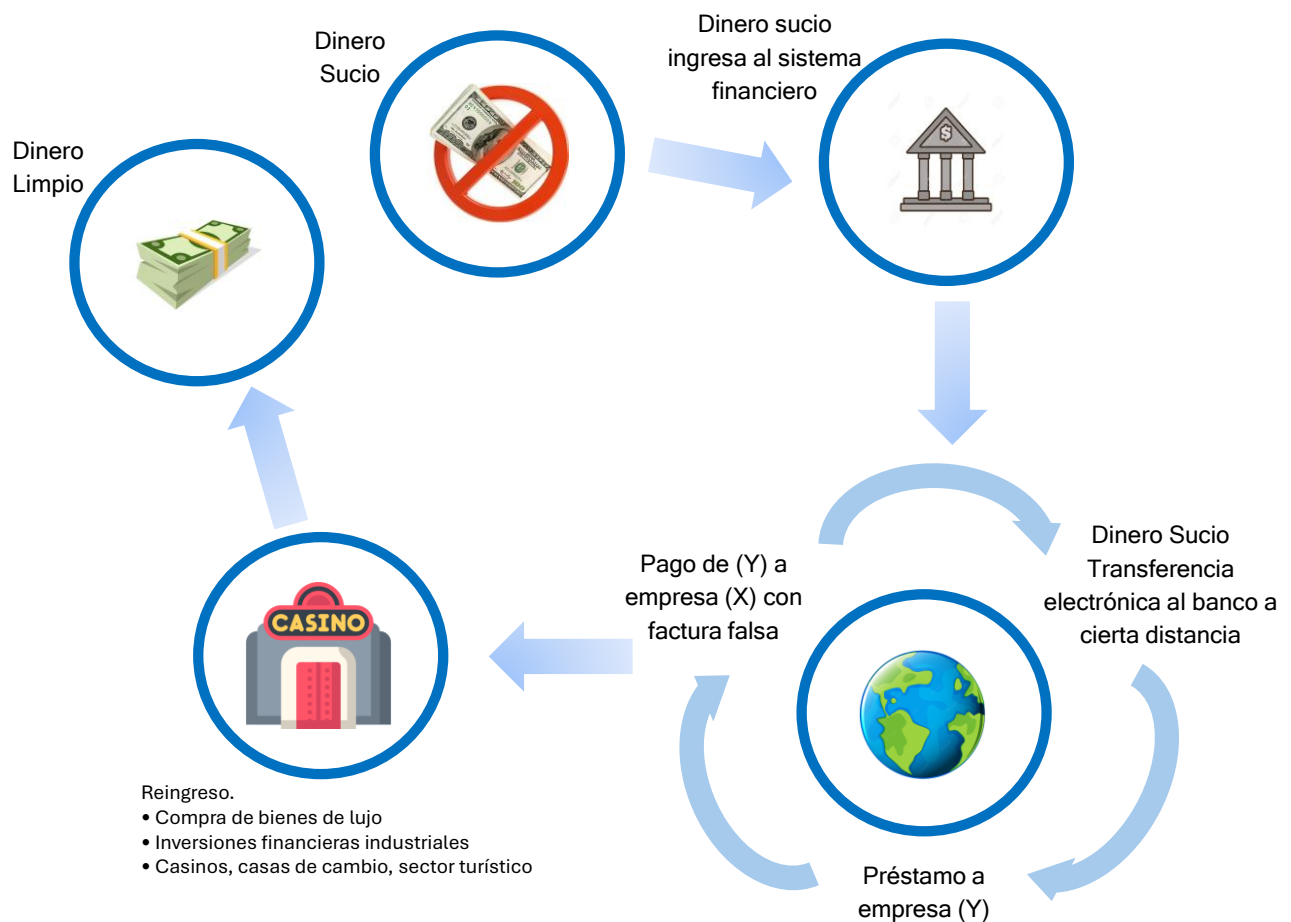 Dinero
Sucio
Dinero sucio
ingresa al sistema
financiero
$
Dinero
Limpio
Dinero Sucio
Transferencia
electrónica al banco a
cierta distancia
Pago de (Y) a
empresa (X) con
factura falsa
CASINO
Reingreso.
• Compra de bienes de lujo
• Inversiones financieras industriales
• Casinos, casas de cambio, sector turístico
Préstamo a
empresa (Y)